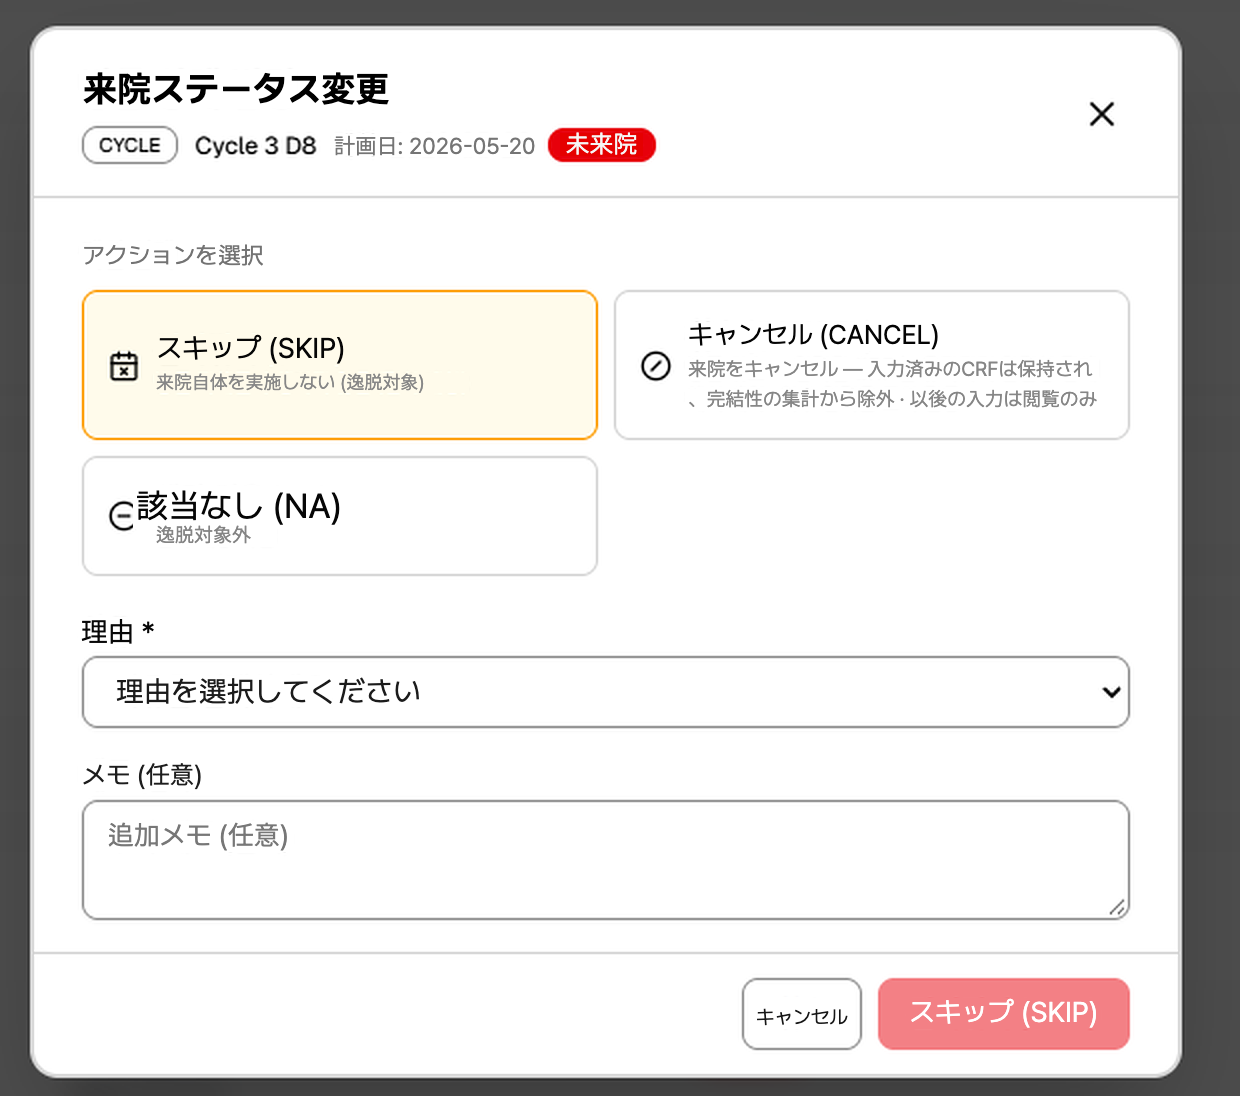 来院ステータス変更
CYCLE Cycle 3 D8 計画日: 2026-05-20 未来院
アクションを選択
スキップ (SKIP)
来院自体を実施しない (逸脱対象)
キャンセル (CANCEL)
来院をキャンセル — 入力済みのCRFは保持され
、完結性の集計から除外 · 以後の入力は閲覧のみ
該当なし (NA)
逸脱対象外
理由 *
理由を選択してください
メモ (任意)
追加メモ (任意)
キャンセル スキップ (SKIP)